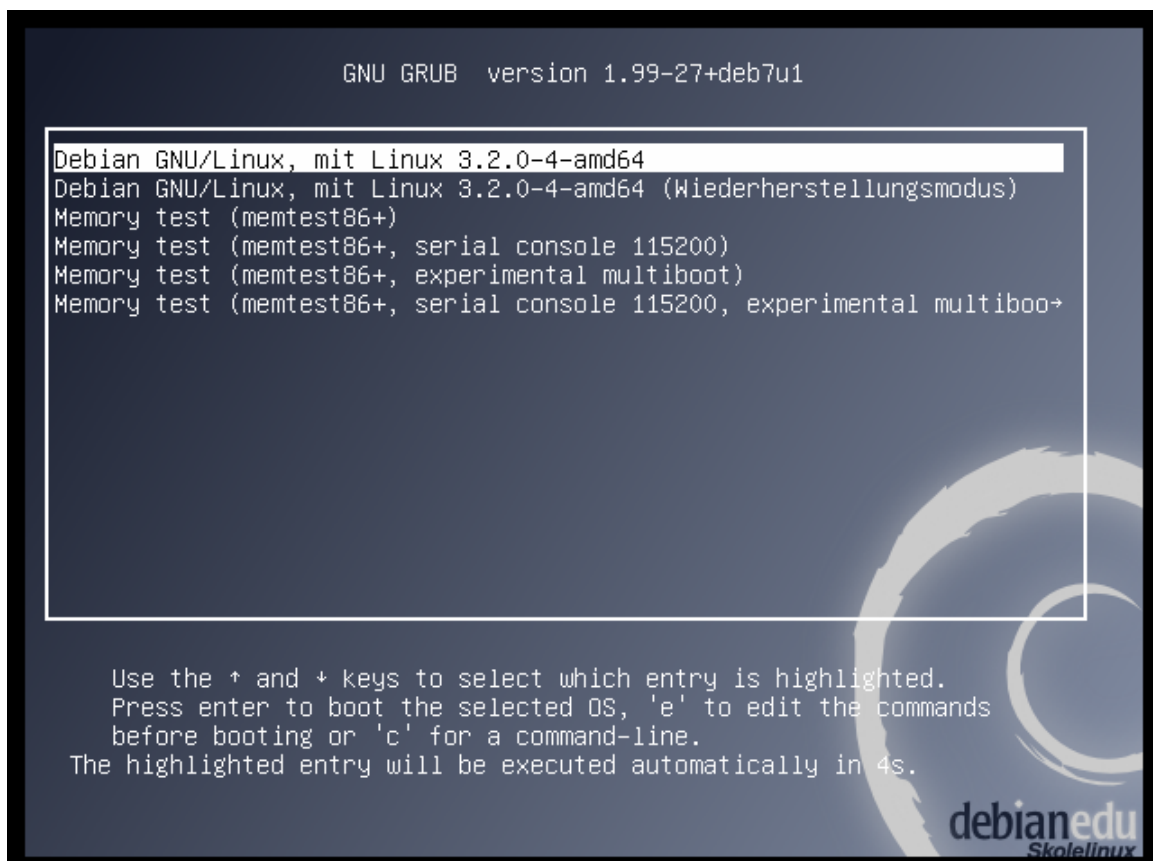 GNU GRUB version 1.99-27+deb7u1
Debian GNU/Linux, mit Linux 3.2.0-4-amd64
Debian GNU/Linux, mit Linux 3.2.0-4-amd64 (Wiederherstellungsmodus)
Memory test (memtest86+)
Memory test (memtest86+, serial console 115200)
Memory test (memtest86+, experimental multiboot)
Memory test (memtest86+, serial console 115200, experimental multiboo→
Use the ↑ and ↓ keys to select which entry is highlighted.
Press enter to boot the selected OS, 'e' to edit the commands
before booting or 'c' for a command-line.
The highlighted entry will be executed automatically in 4s.
debianedu
Skolelinux